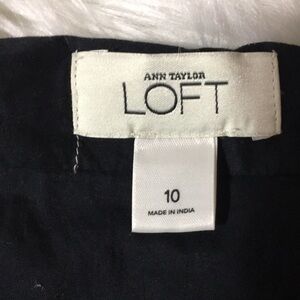 ANN TAYLOR
LOFT
10
MADE IN INDIA